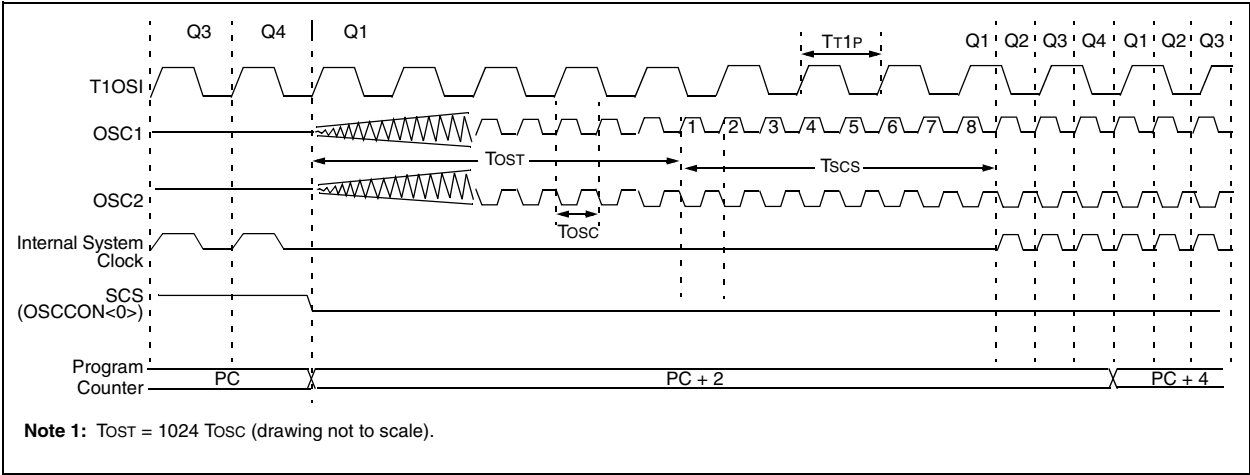 Q3 Q4 Q1 Q1 Q2 Q3 Q4 Q1 Q2 Q3
TT1P
T1OSI
OSC1 1 2 3 4 5 6 7 8
TOST TSCS
OSC2
TOSC
Internal System
Clock
SCS
(OSCCON<0>)
Program
Counter
PC PC + 2 PC + 4
Note 1: TOST = 1024 TOSC (drawing not to scale).